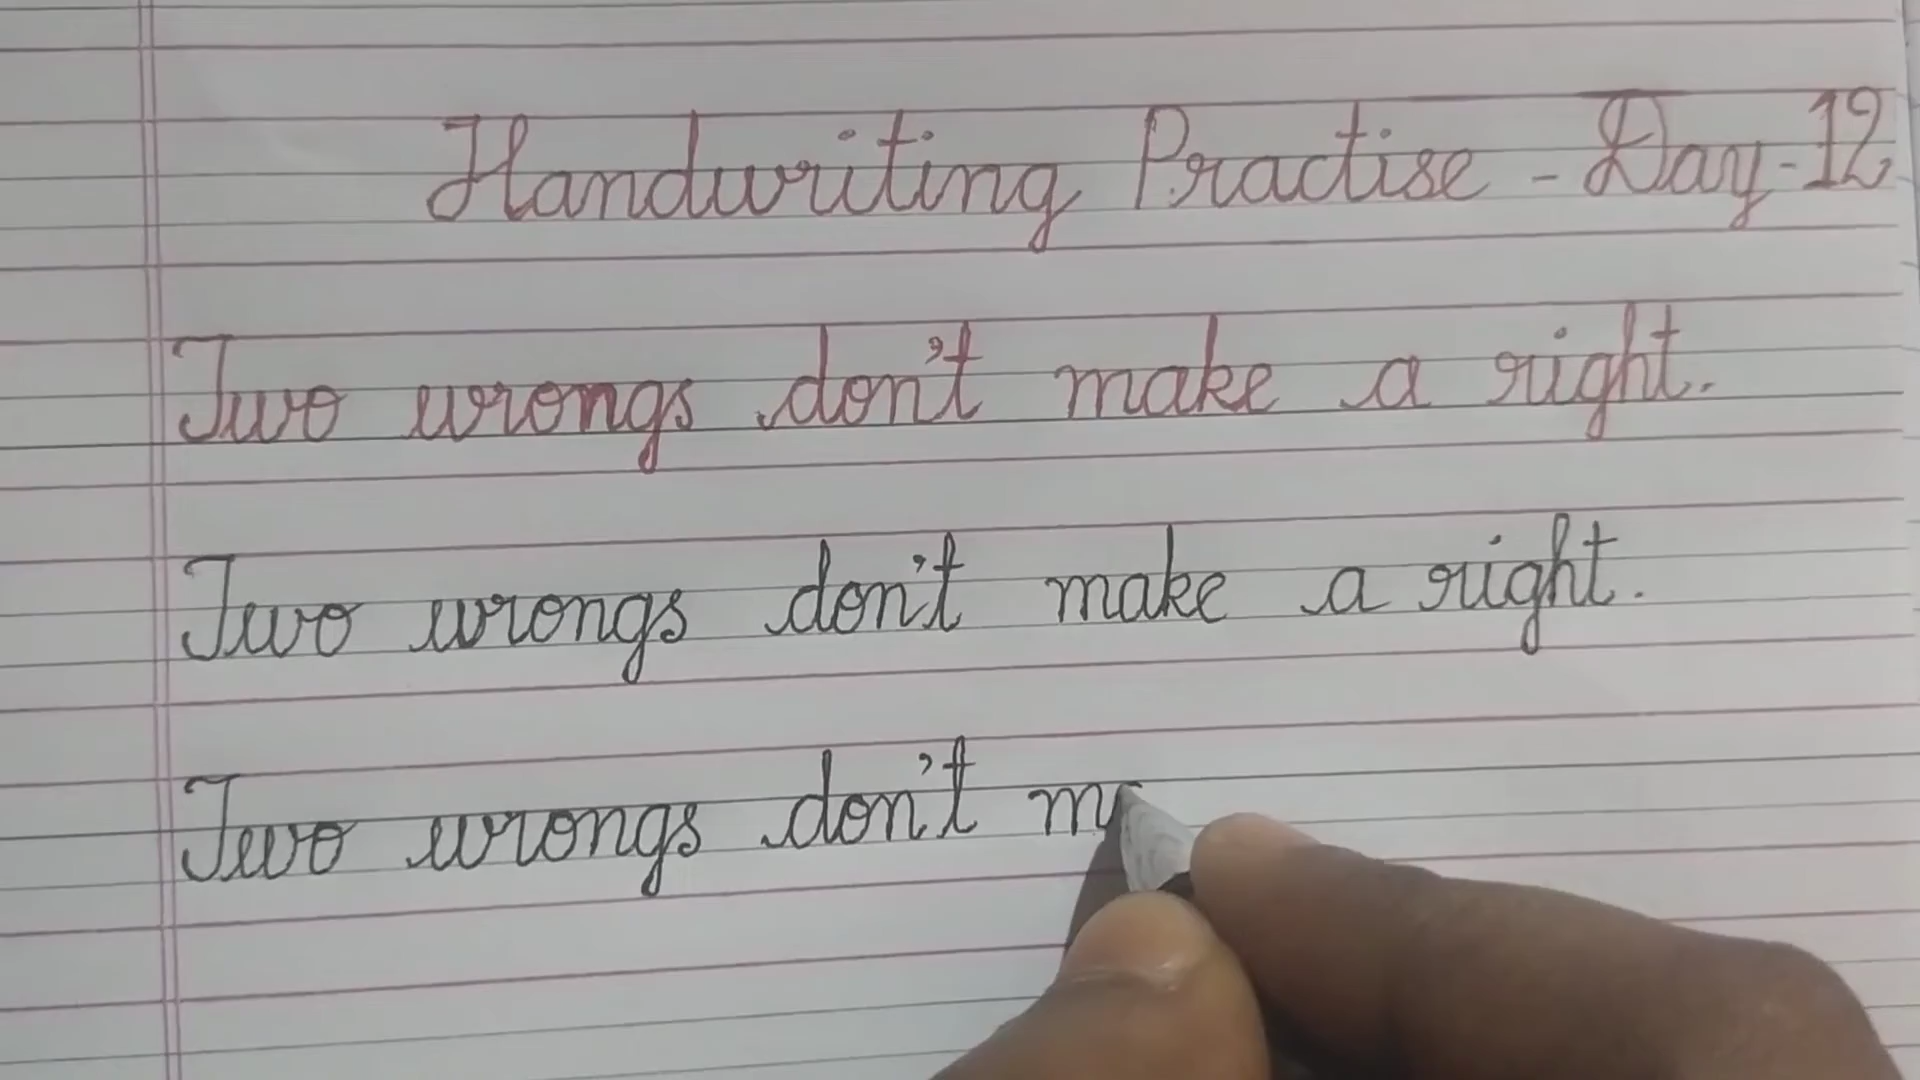 Handwriting Practise - Day-12
Two wrongs don't make a right.
Two wrongs don't make a right.
Two wrongs don't m